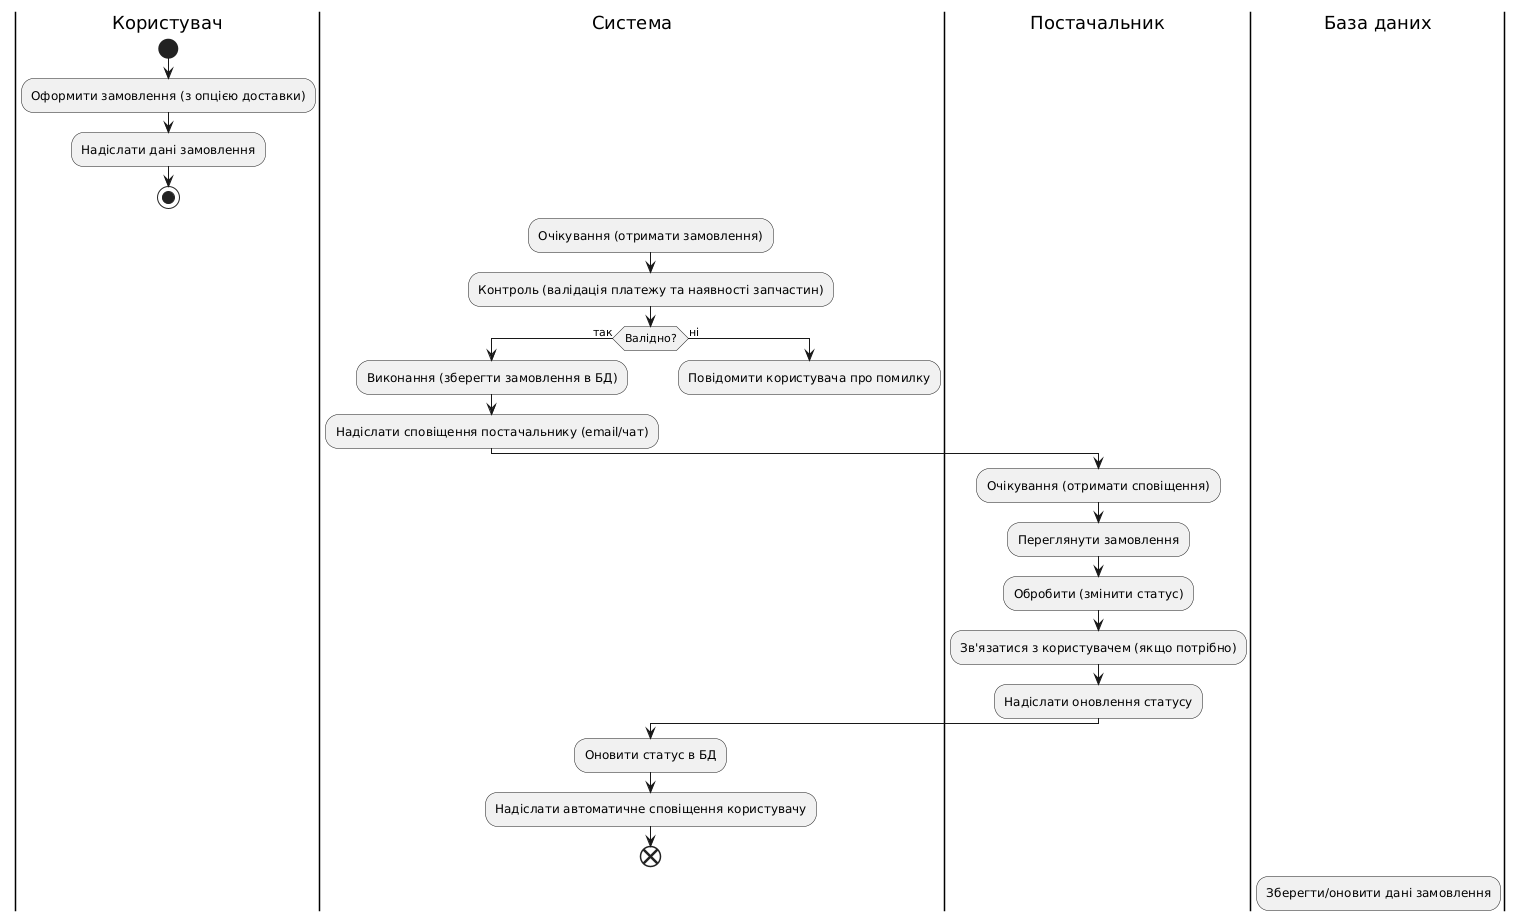 Користувач
Система
Постачальник
База даних
Оформити замовлення (з опцією доставки)
Надіслати дані замовлення
Очікування (отримати замовлення)
Контроль (валідація платежу та наявності запчастин)
так
Валідно?
ні
Виконання (зберегти замовлення в БД)
Повідомити користувача про помилку
Надіслати сповіщення постачальнику (email/чат)
Очікування (отримати сповіщення)
Переглянути замовлення
Обробити (змінити статус)
Зв'язатися з користувачем (якщо потрібно)
Надіслати оновлення статусу
Оновити статус в БД
Надіслати автоматичне сповіщення користувачу
Зберегти/оновити дані замовлення